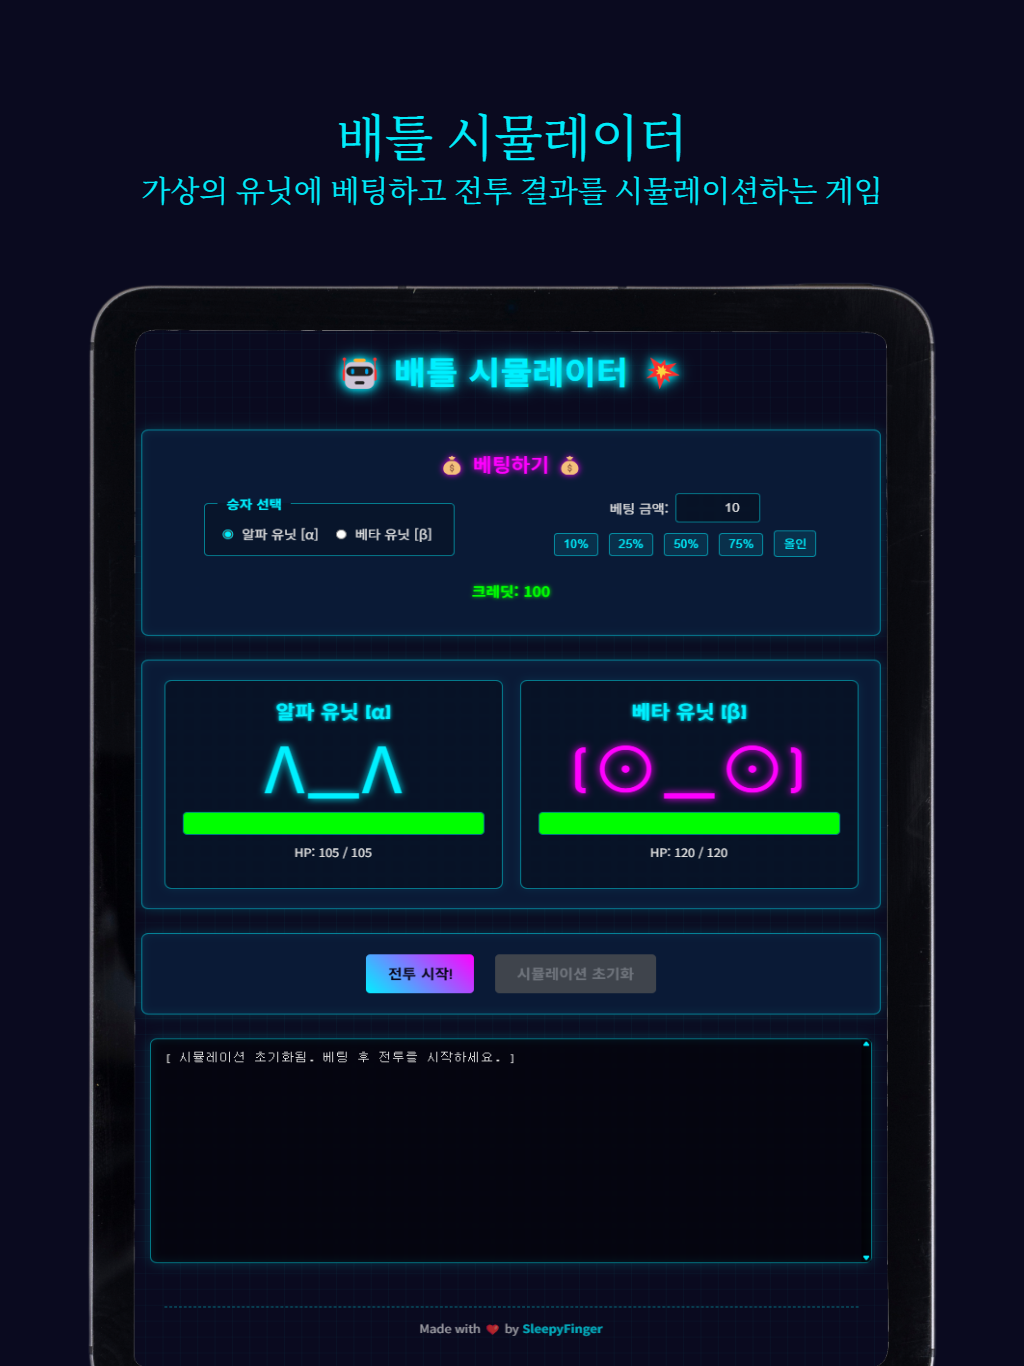 배틀 시뮬레이터
가상의 유닛에 베팅하고 전투 결과를 시뮬레이션하는 게임
🤖 배틀 시뮬레이터 💥
💰 베팅하기 💰
승자 선택
알파 유닛 [α] 베타 유닛 [β]
베팅 금액: 10
10% 25% 50% 75% 올인
크레딧: 100
알파 유닛 [α]
Λ__Λ
HP: 105 / 105
베타 유닛 [β]
[⊙__⊙]
HP: 120 / 120
전투 시작! 시뮬레이션 초기화
[ 시뮬레이션 초기화됨. 베팅 후 전투를 시작하세요. ]
Made with ❤️ by SleepyFinger